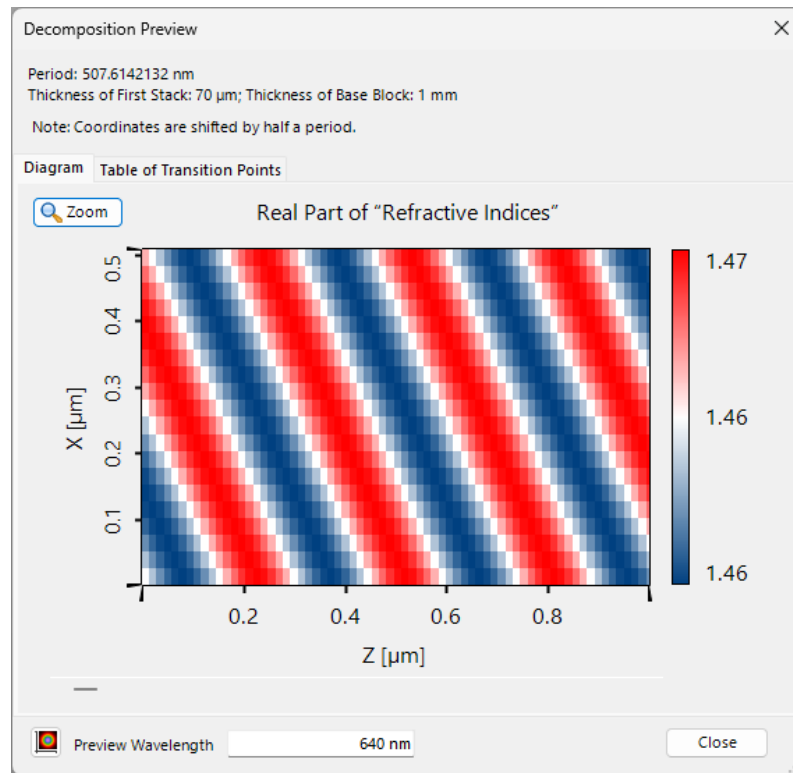 Decomposition Preview
Period: 507.6142132 nm
Thickness of First Stack: 70 µm; Thickness of Base Block: 1 mm
Note: Coordinates are shifted by half a period.
Diagram Table of Transition Points
Zoom
Real Part of “Refractive Indices”
X [µm]
0.5
0.4
0.3
0.2
0.1
0.2 0.4 0.6 0.8
Z [µm]
1.47
1.46
1.46
Preview Wavelength 640 nm Close